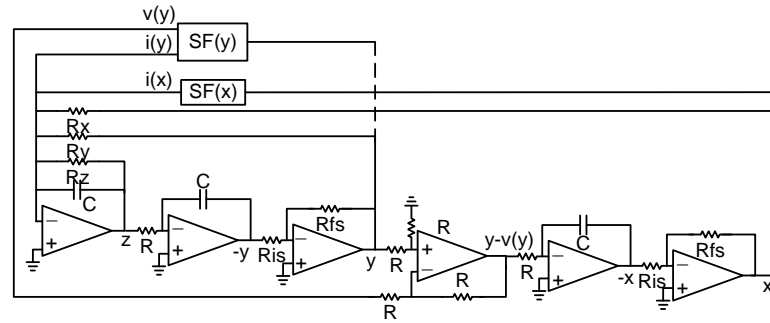 v(y)
i(y)
SF(y)
i(x)
SF(x)
Rx
Ry
Rz
C
C
z
R
-y
Ris
Rfs
y
R
R
y-v(y)
R
R
R
C
-x
Ris
Rfs
x